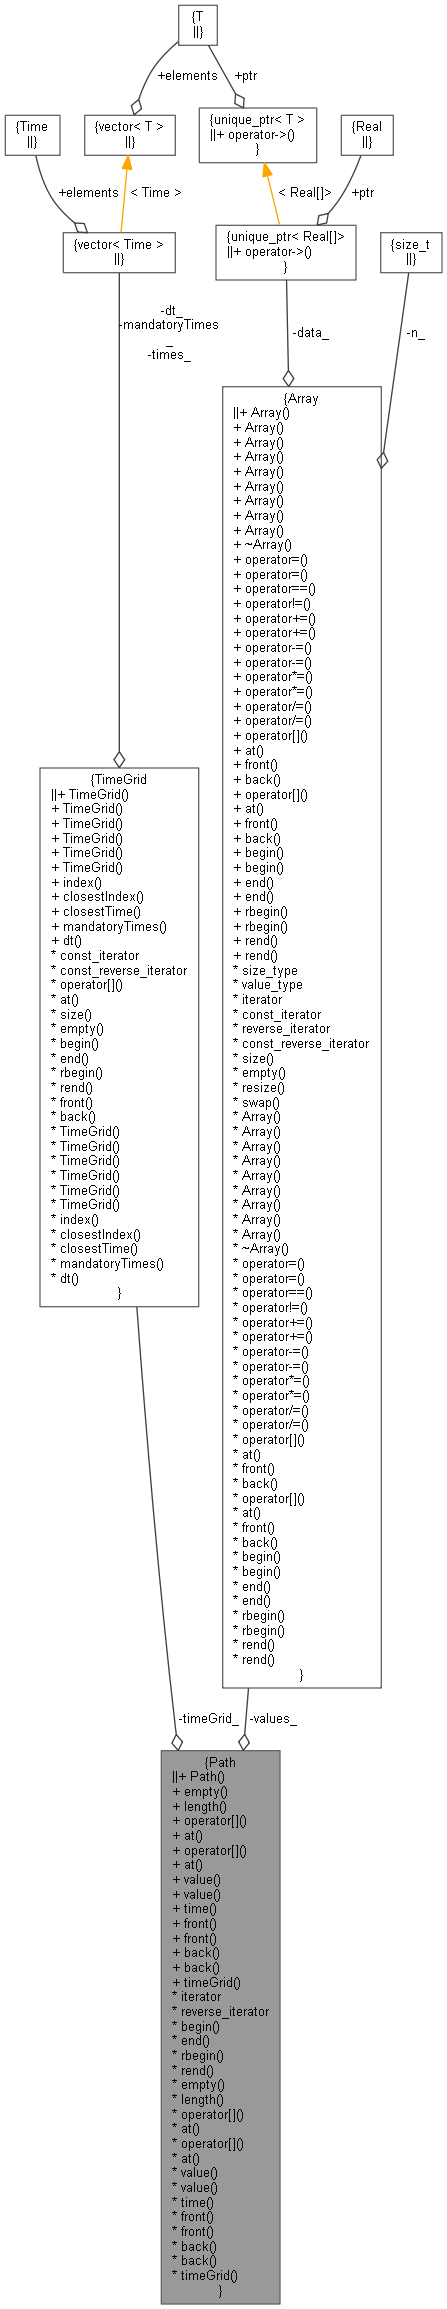 {T
||}
+elements
+ptr
{Time
||}
{vector< T >
||}
{unique_ptr< T >
||+ operator->()
}
{Real
||}
+elements
< Time >
< Real[]>
+ptr
{vector< Time >
||}
{unique_ptr< Real[]>
||+ operator->()
}
{size_t
||}
-dt_
-mandatoryTimes
_
-times_
-data_
-n_
{Array
||+ Array()
+ Array()
+ Array()
+ Array()
+ Array()
+ Array()
+ Array()
+ Array()
+ Array()
+ ~Array()
+ operator=()
+ operator=()
+ operator==()
+ operator!=()
+ operator+=()
+ operator+=()
+ operator-=()
+ operator-=()
+ operator*=()
+ operator*=()
+ operator/=()
+ operator/=()
+ operator[]()
+ at()
+ front()
+ back()
+ operator[]()
+ at()
+ front()
+ back()
+ begin()
+ begin()
+ end()
+ end()
+ rbegin()
+ rbegin()
+ rend()
+ rend()
* size_type
* value_type
* iterator
* const_iterator
* reverse_iterator
* const_reverse_iterator
* size()
* empty()
* resize()
* swap()
* Array()
* Array()
* Array()
* Array()
* Array()
* Array()
* Array()
* Array()
* Array()
* ~Array()
* operator=()
* operator=()
* operator==()
* operator!=()
* operator+=()
* operator+=()
* operator-=()
* operator-=()
* operator*=()
* operator*=()
* operator/=()
* operator/=()
* operator[]()
* at()
* front()
* back()
* operator[]()
* at()
* front()
* back()
* begin()
* begin()
* end()
* end()
* rbegin()
* rbegin()
* rend()
* rend()
}
{TimeGrid
||+ TimeGrid()
+ TimeGrid()
+ TimeGrid()
+ TimeGrid()
+ TimeGrid()
+ TimeGrid()
+ index()
+ closestIndex()
+ closestTime()
+ mandatoryTimes()
+ dt()
* const_iterator
* const_reverse_iterator
* operator[]()
* at()
* size()
* empty()
* begin()
* end()
* rbegin()
* rend()
* front()
* back()
* TimeGrid()
* TimeGrid()
* TimeGrid()
* TimeGrid()
* TimeGrid()
* TimeGrid()
* index()
* closestIndex()
* closestTime()
* mandatoryTimes()
* dt()
}
-timeGrid_
-values_
{Path
||+ Path()
+ empty()
+ length()
+ operator[]()
+ at()
+ operator[]()
+ at()
+ value()
+ value()
+ time()
+ front()
+ front()
+ back()
+ back()
+ timeGrid()
* iterator
* reverse_iterator
* begin()
* end()
* rbegin()
* rend()
* empty()
* length()
* operator[]()
* at()
* operator[]()
* at()
* value()
* value()
* time()
* front()
* front()
* back()
* back()
* timeGrid()
}